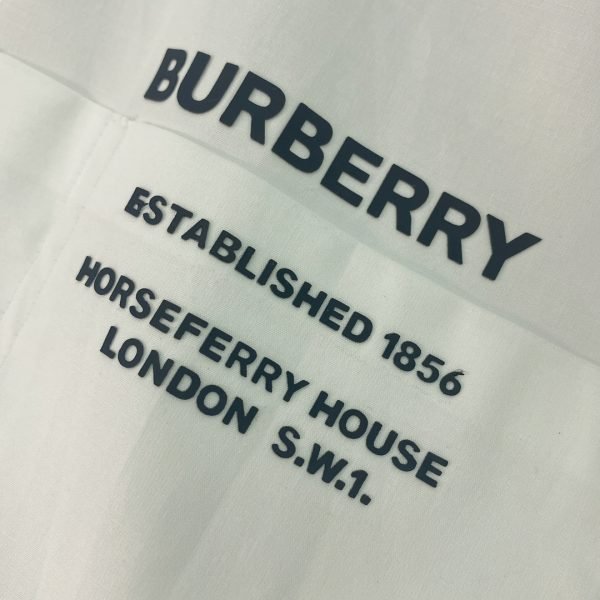 BURBERRY
ESTABLISHED 1856
HORSEFERRY HOUSE
LONDON S.W.1.